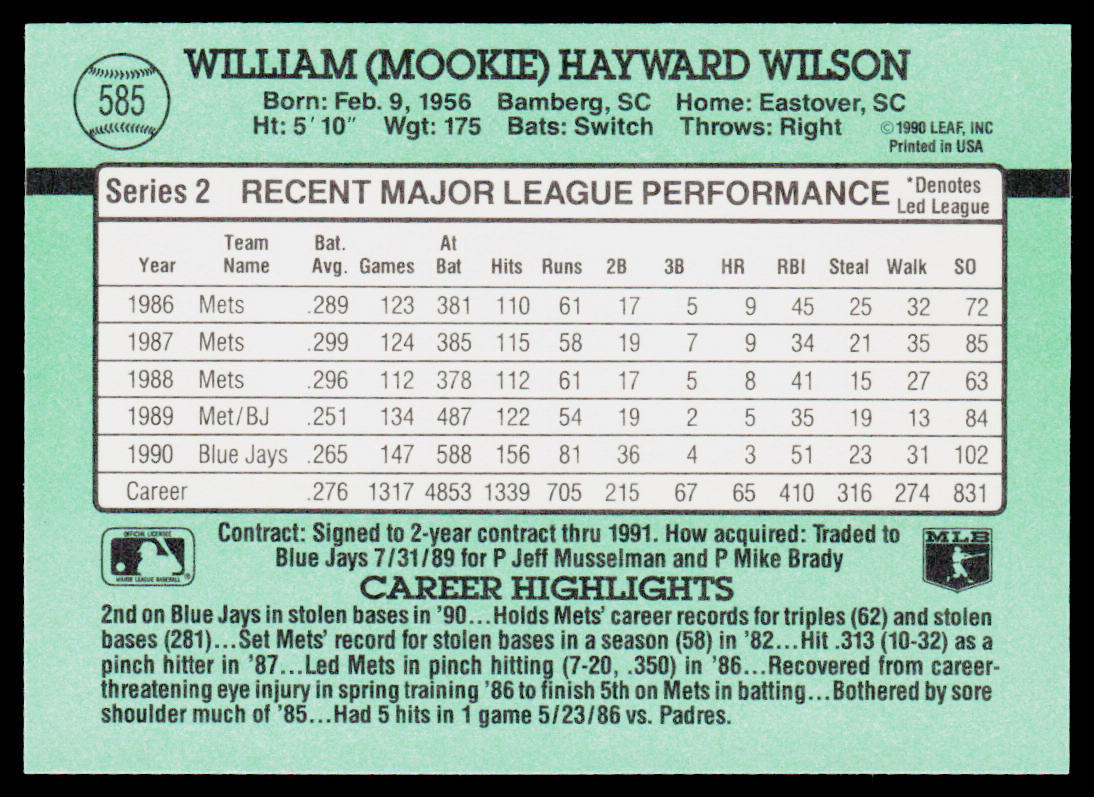 585
WILLIAM (MOOKIE) HAYWARD WILSON
Born: Feb. 9, 1956 Bamberg, SC Home: Eastover, SC
Ht: 5' 10" Wgt: 175 Bats: Switch Throws: Right ©1990 LEAF, INC
Printed in USA
Series 2 RECENT MAJOR LEAGUE PERFORMANCE *Denotes Led League
Year Team Name Bat. Avg. Games At Bat Hits Runs 2B 3B HR RBI Steal Walk SO
1986 Mets .289 123 381 110 61 17 5 9 45 25 32 72
1987 Mets .299 124 385 115 58 19 7 9 34 21 35 85
1988 Mets .296 112 378 112 61 17 5 8 41 15 27 63
1989 Met/BJ .251 134 487 122 54 19 2 5 35 19 13 84
1990 Blue Jays .265 147 588 156 81 36 4 3 51 23 31 102
Career .276 1317 4853 1339 705 215 67 65 410 316 274 831
OFFICIAL LICENSEE
MAJOR LEAGUE BASEBALL ®
Contract: Signed to 2-year contract thru 1991. How acquired: Traded to
Blue Jays 7/31/89 for P Jeff Musselman and P Mike Brady
MLB
CAREER HIGHLIGHTS
2nd on Blue Jays in stolen bases in '90...Holds Mets' career records for triples (62) and stolen
bases (281)...Set Mets' record for stolen bases in a season (58) in '82...Hit .313 (10-32) as a
pinch hitter in '87...Led Mets in pinch hitting (7-20, .350) in '86...Recovered from career-
threatening eye injury in spring training '86 to finish 5th on Mets in batting...Bothered by sore
shoulder much of '85...Had 5 hits in 1 game 5/23/86 vs. Padres.